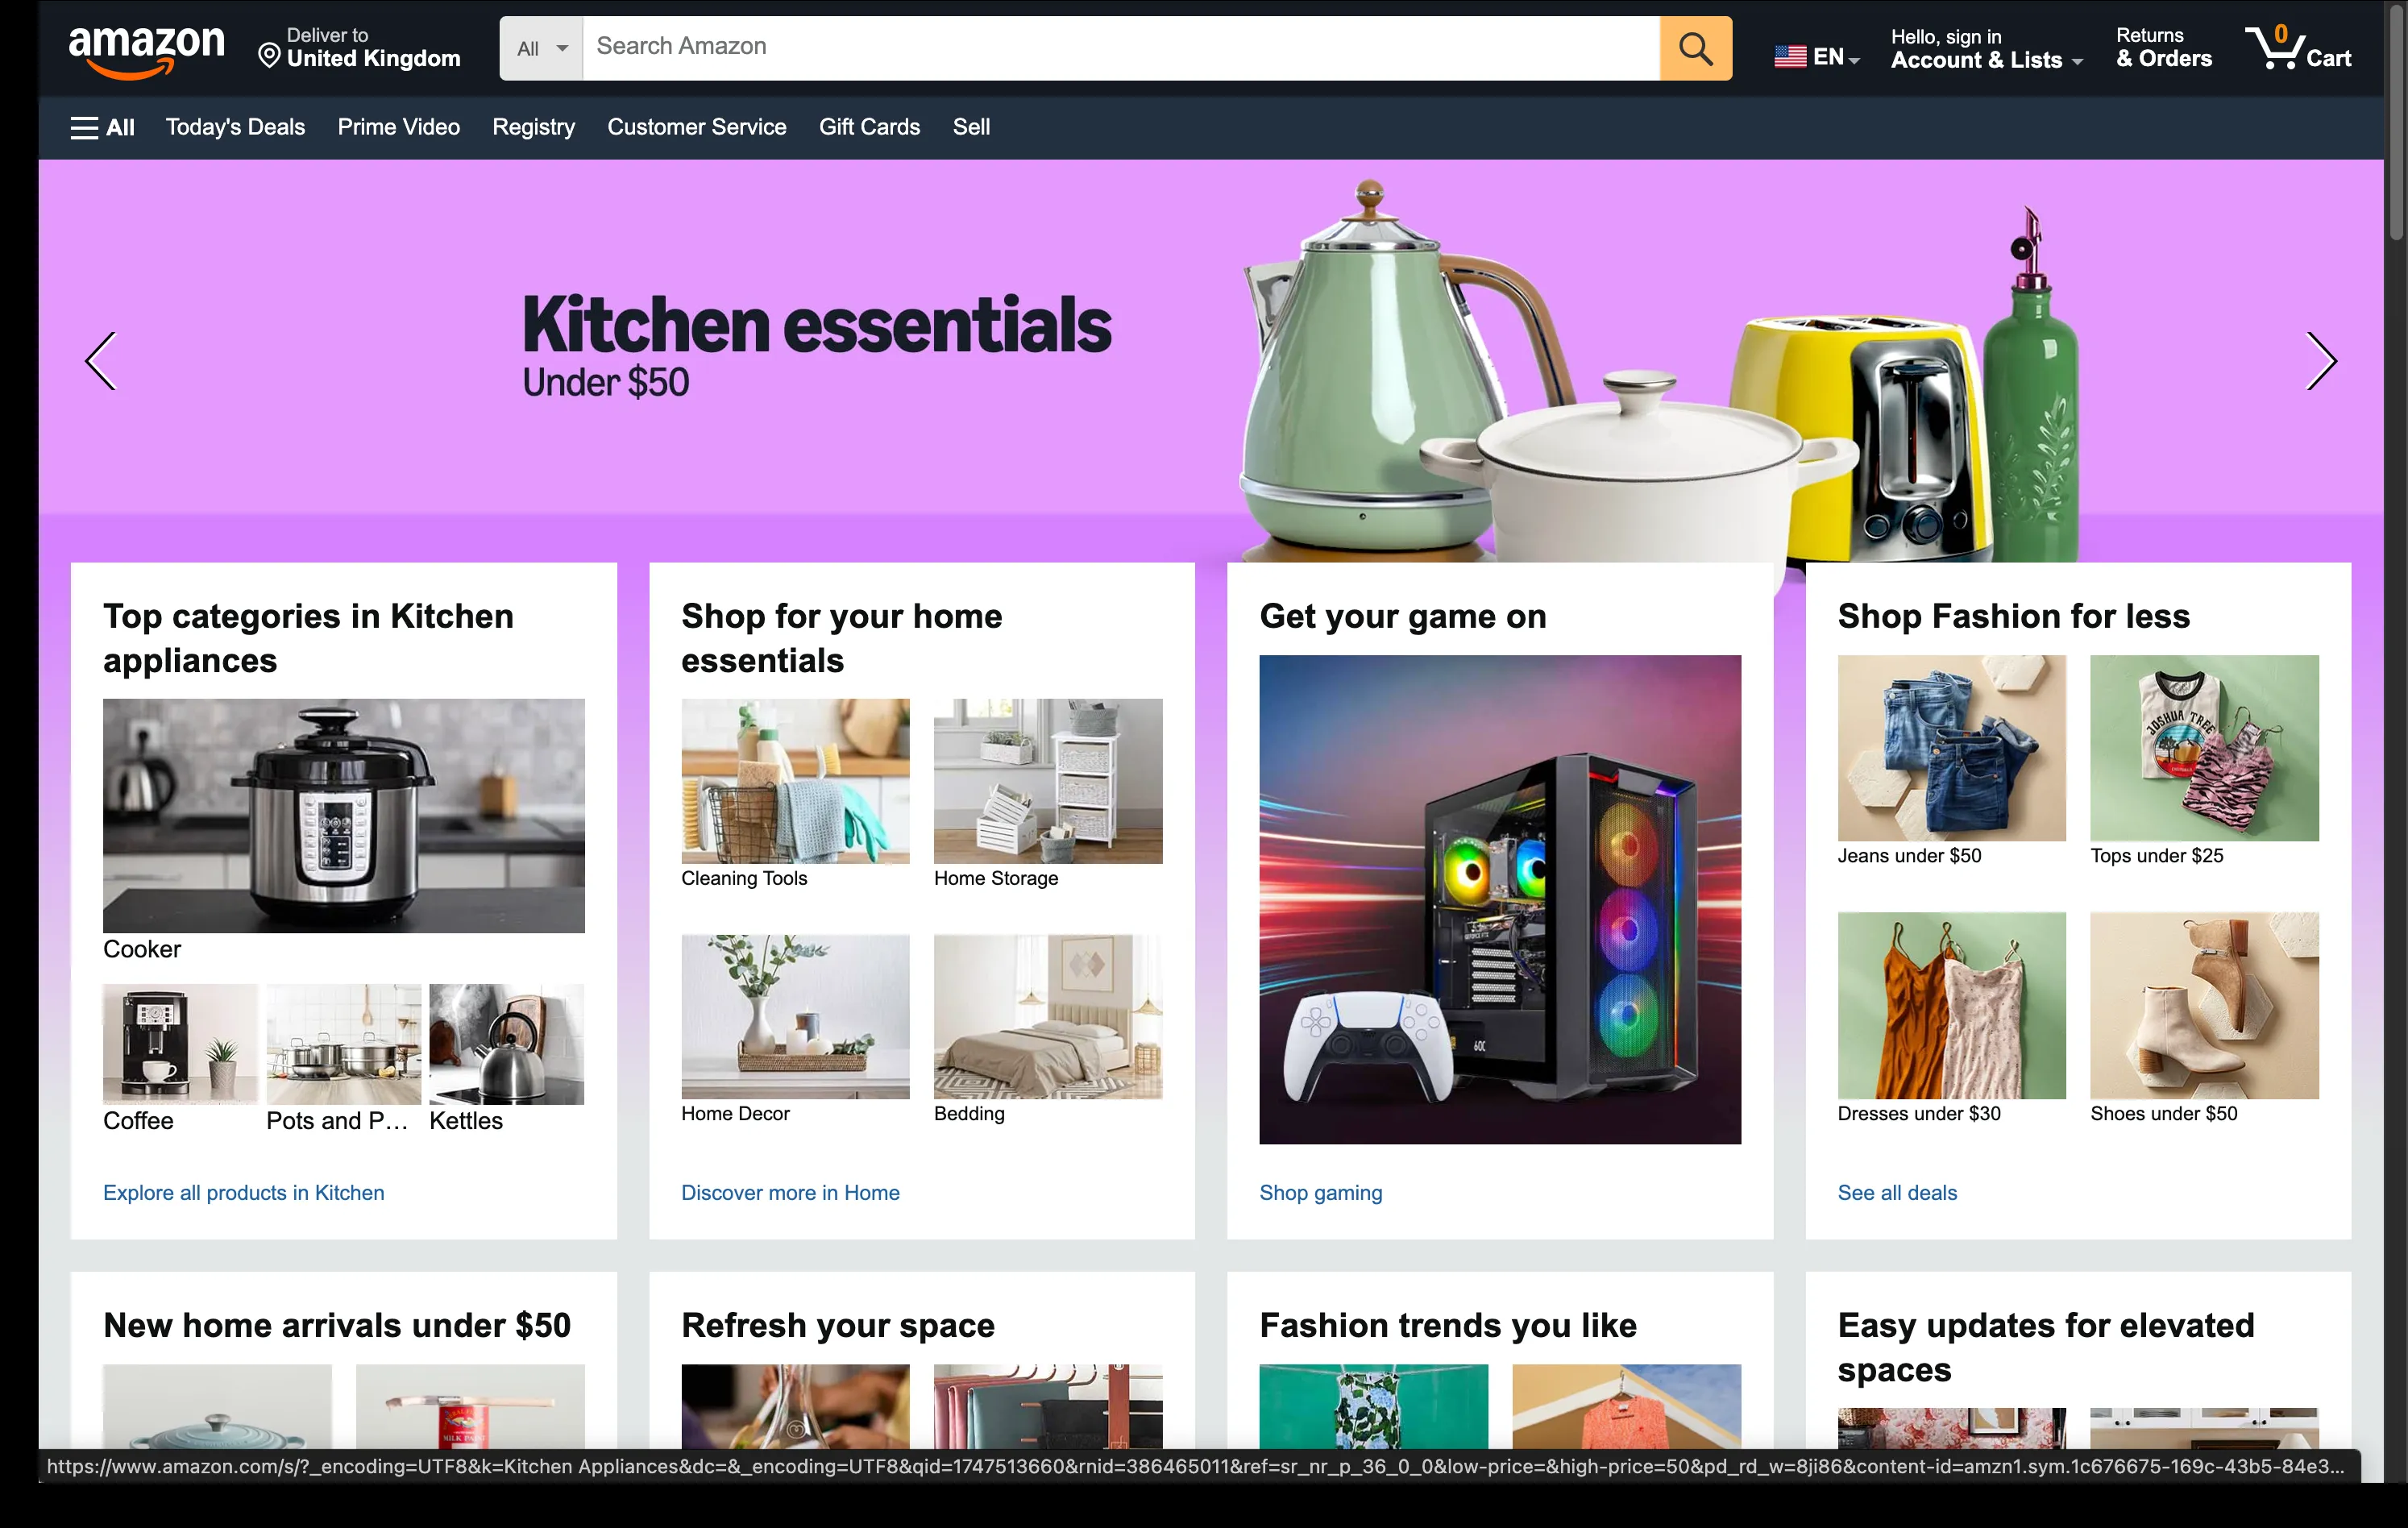 amazon
Deliver to
United Kingdom
All
Search Amazon
EN
Hello, sign in
Account & Lists
Returns
& Orders
0
Cart
All
Today's Deals
Prime Video
Registry
Customer Service
Gift Cards
Sell
Kitchen essentials
Under $50
Top categories in Kitchen
appliances
Cooker
Coffee
Pots and P...
Kettles
Explore all products in Kitchen
Shop for your home
essentials
Cleaning Tools
Home Storage
Home Decor
Bedding
Discover more in Home
Get your game on
Shop gaming
Shop Fashion for less
JOSHUA TREE
Jeans under $50
Tops under $25
Dresses under $30
Shoes under $50
See all deals
New home arrivals under $50
MILK PAINT
Refresh your space
Fashion trends you like
Easy updates for elevated
spaces
https://www.amazon.com/s/?_encoding=UTF8&k=Kitchen Appliances&dc=&_encoding=UTF8&qid=1747513660&rnid=386465011&ref=sr_nr_p_36_0_0&low-price=&high-price=50&pd_rd_w=8ji86&content-id=amzn1.sym.1c676675-169c-43b5-84e3...